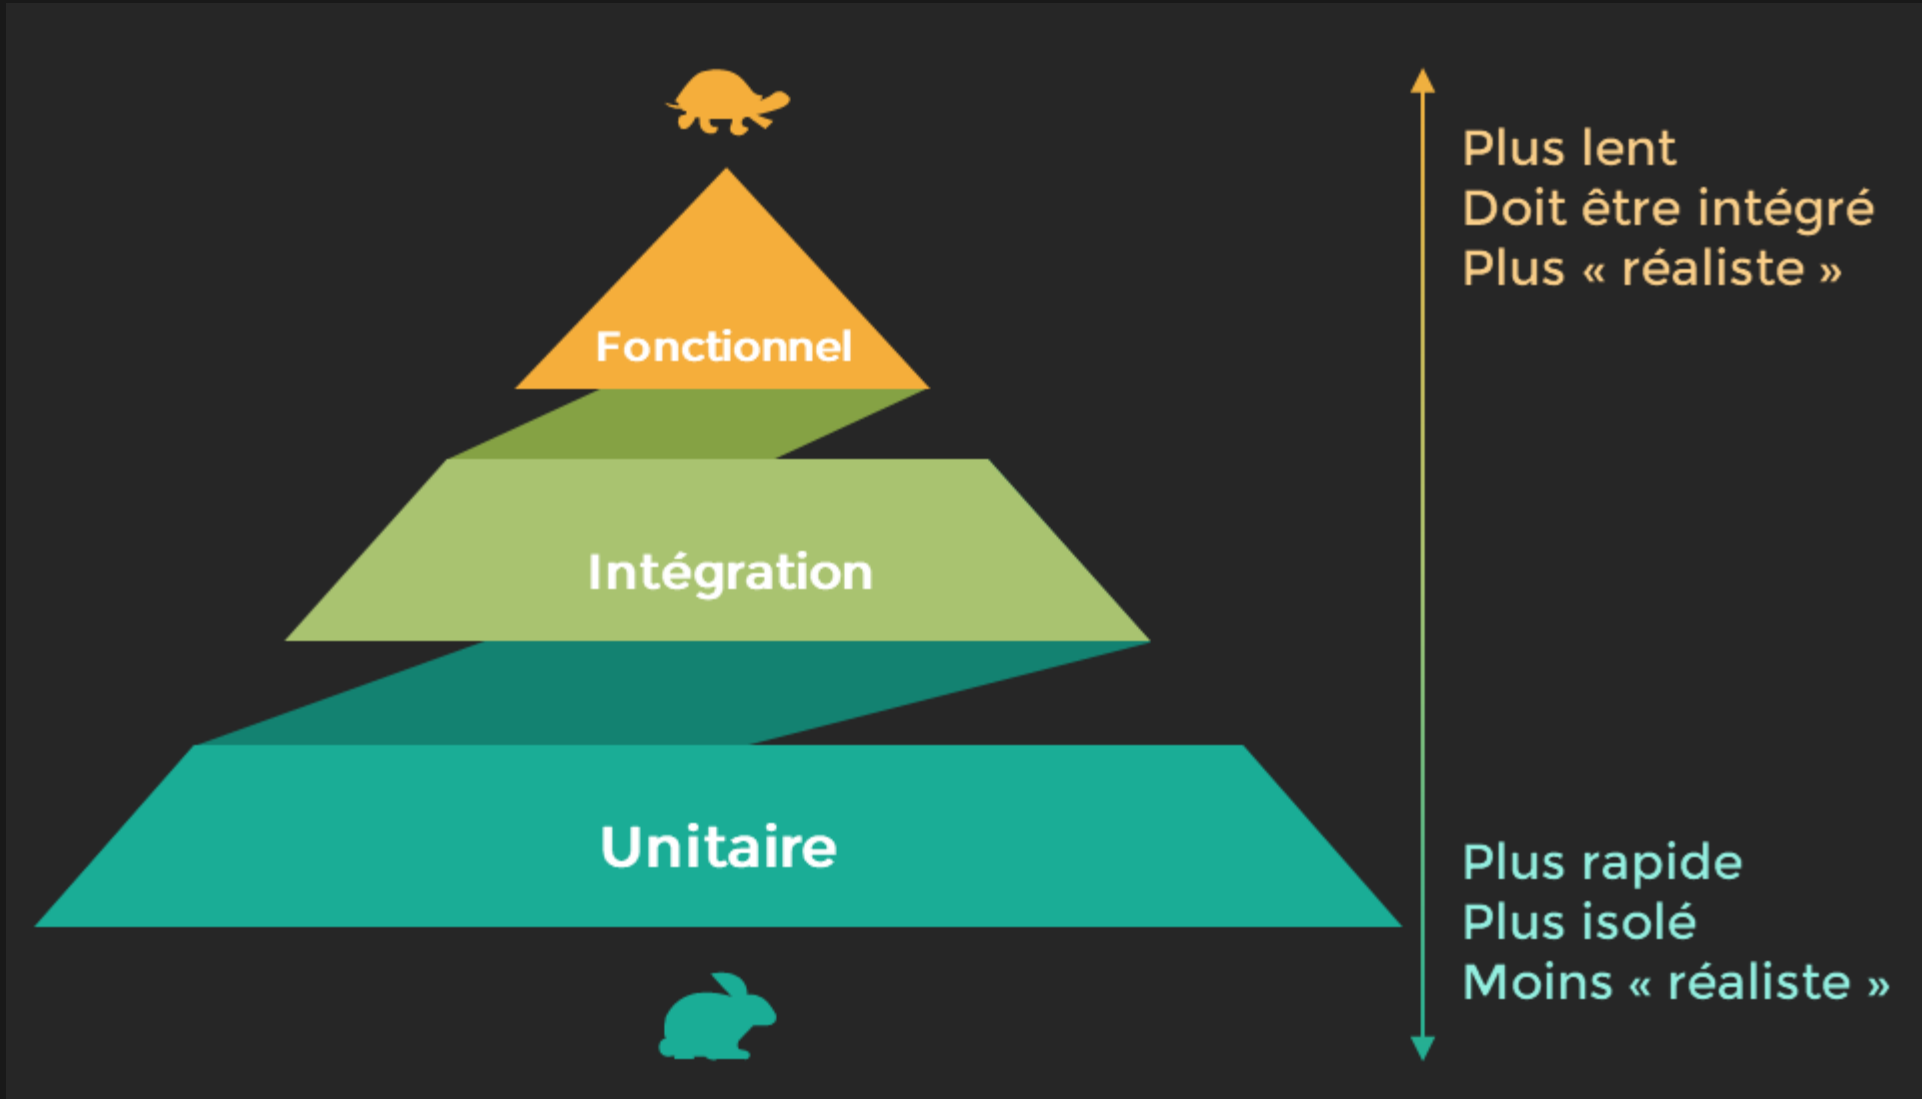 Plus lent
Doit être intégré
Plus « réaliste »
Fonctionnel
Intégration
Unitaire
Plus rapide
Plus isolé
Moins « réaliste »